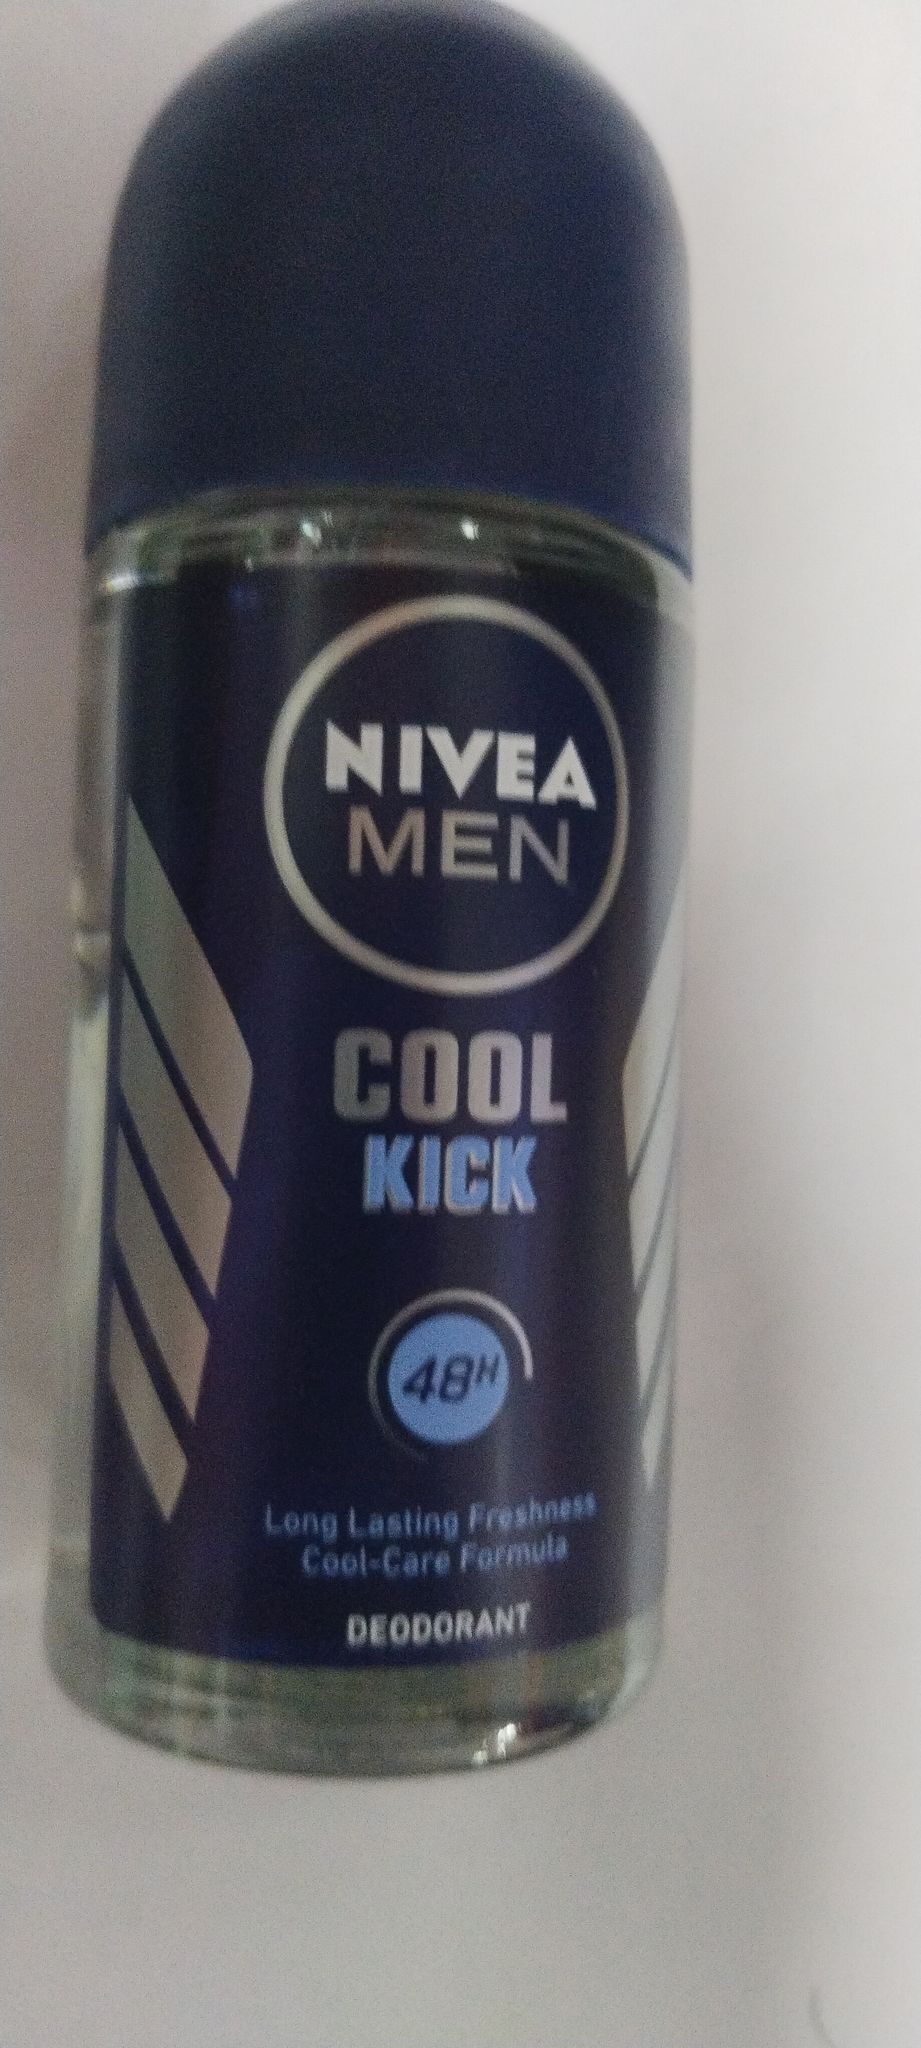 NIVEA
MEN
COOL
KICK
48H
Long Lasting Freshness
Cool-Care Formula
DEODORANT